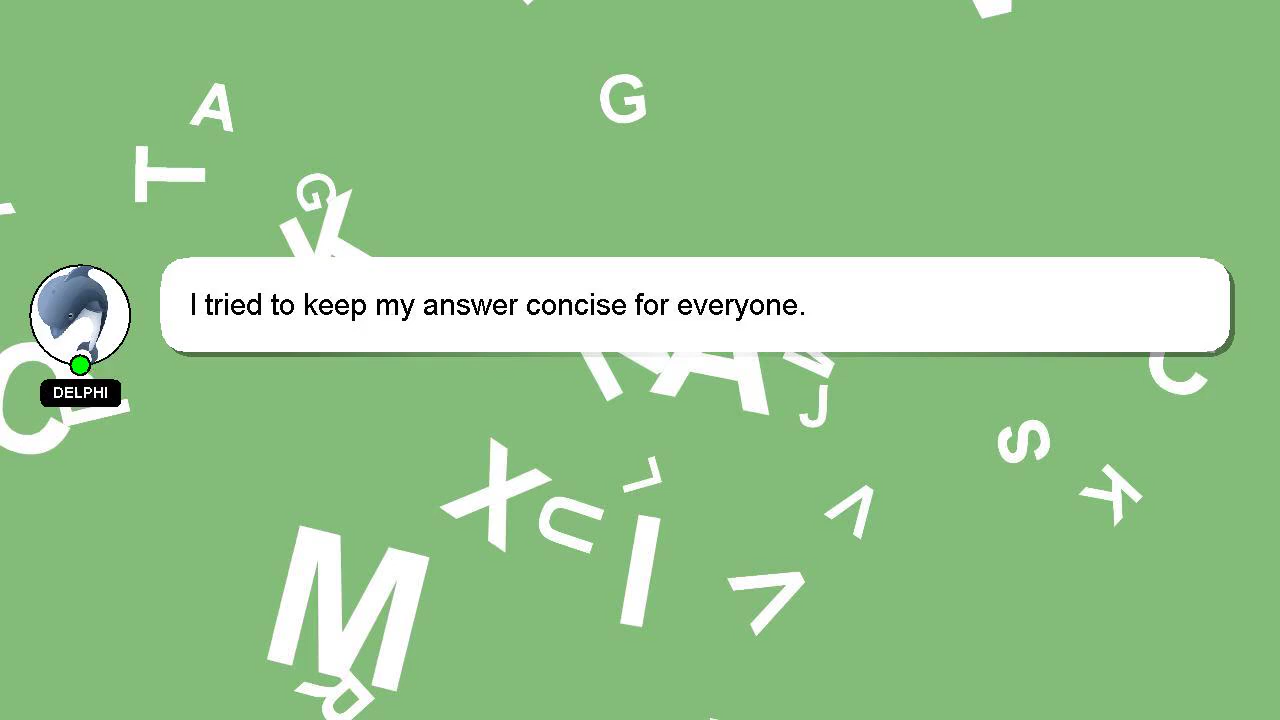 A
G
T
G
K
I tried to keep my answer concise for everyone.
DELPHI
A
J
C
C
S
X
L
K
U
V
I
M
V
R